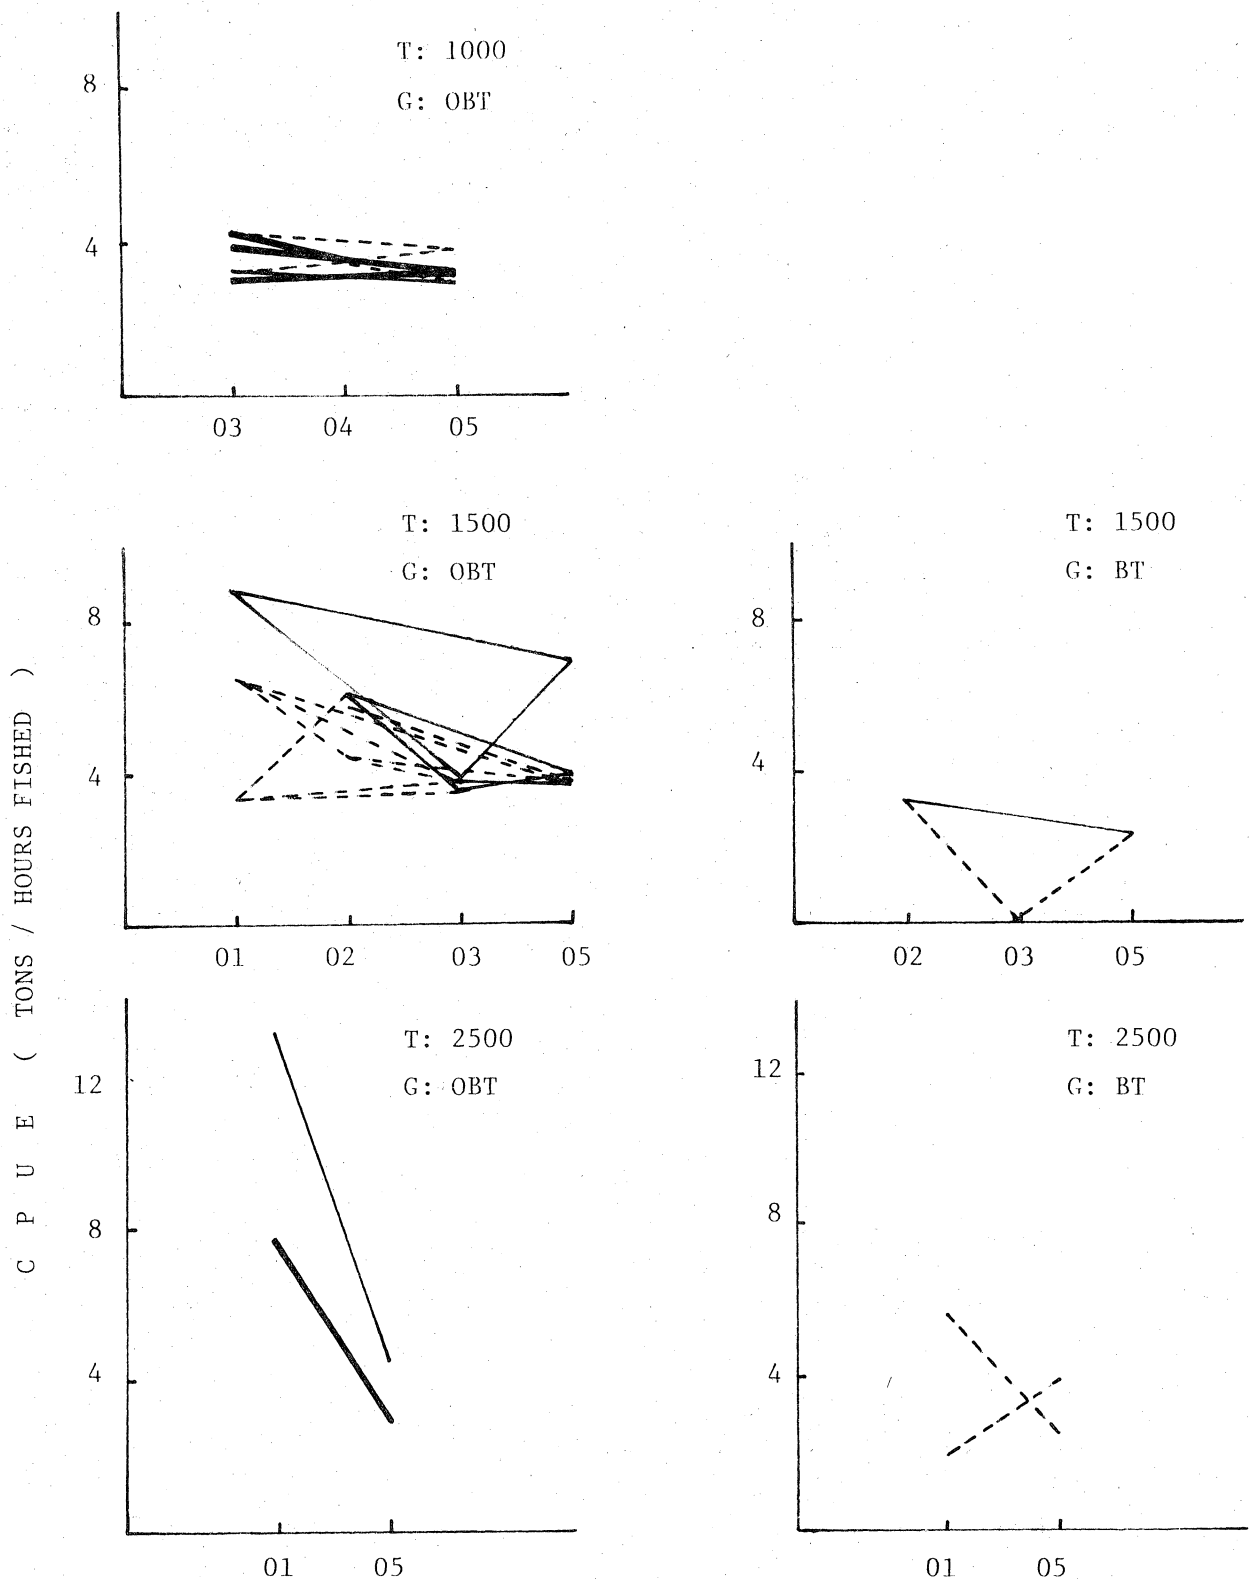 C P U E ( TONS / HOURS FISHED )
T: 1000
G: OBT
8
4
03 04 05
T: 1500
G: OBT
8
4
01 02 03 05
T: 1500
G: BT
8
4
02 03 05
T: 2500
G: OBT
12
8
4
01 05
T: 2500
G: BT
12
8
4
01 05